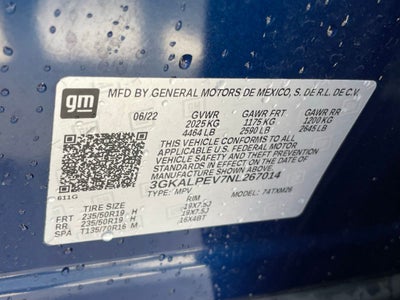 gm
MFD BY GENERAL MOTORS DE MEXICO, S. DE R.L. DE C.V.
06/22 GVWR GAWR FRT GAWR RR
2025 KG 1175 KG 1200 KG
4464 LB 2590 LB 2645 LB
THIS VEHICLE CONFORMS TO ALL APPLICABLE U.S. FEDERAL
MOTOR VEHICLE SAFETY, BUMPER, AND THEFT PREVENTION
STANDARDS IN EFFECT ON THE DATE OF
MANUFACTURE SHOWN ABOVE.
3GKALPEV7NL267014
611G TYPE: MPV MODEL: 7ATXM26
TIRE SIZE RIM
FRT 235/50R19 H 19X7.5J
RR 235/50R19 H 19X7.5J
SPA T135/70R16 M 16X4BT